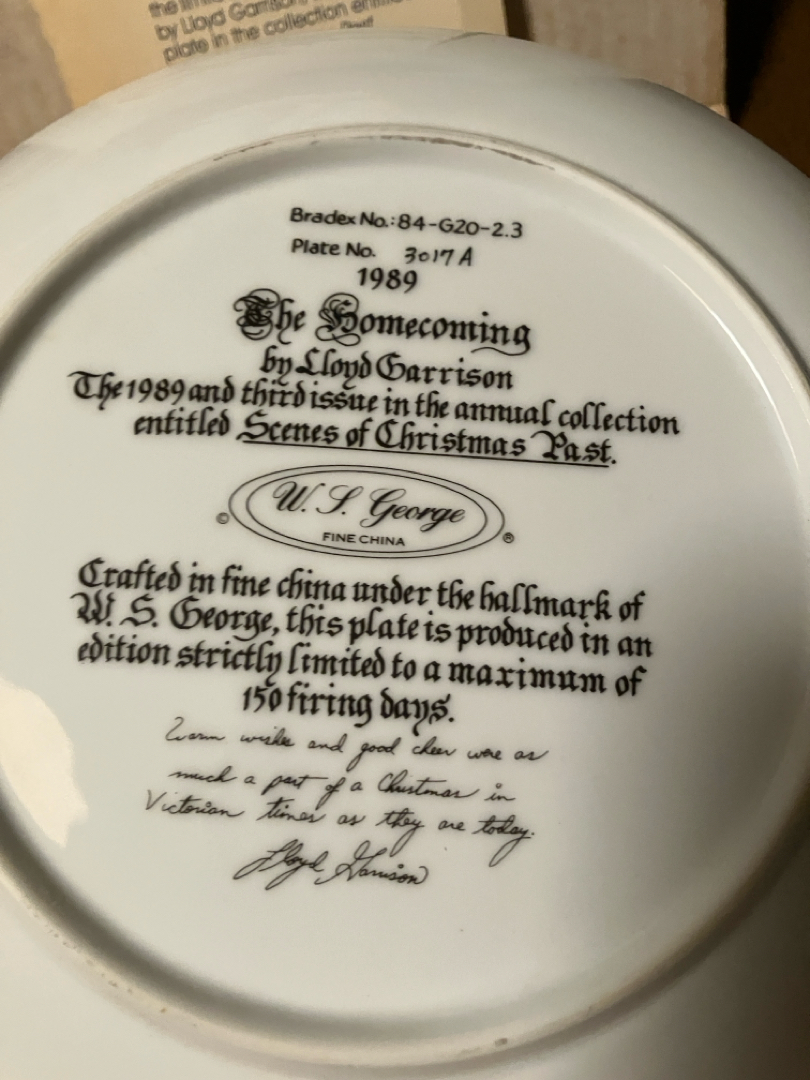 by Lloyd Garrison
plate in the collection
Bradex No.:84-G20-2.3
Plate No. 3017A
1989
The Homecoming
by Lloyd Garrison
The 1989 and third issue in the annual collection
entitled Scenes of Christmas Past.
© W. S. George ®
FINE CHINA
Crafted in fine china under the hallmark of
W. S. George, this plate is produced in an
edition strictly limited to a maximum of
150 firing days.
Warm wishes and good cheer were as
much a part of a Christmas in
Victorian times as they are today.
Lloyd Garrison